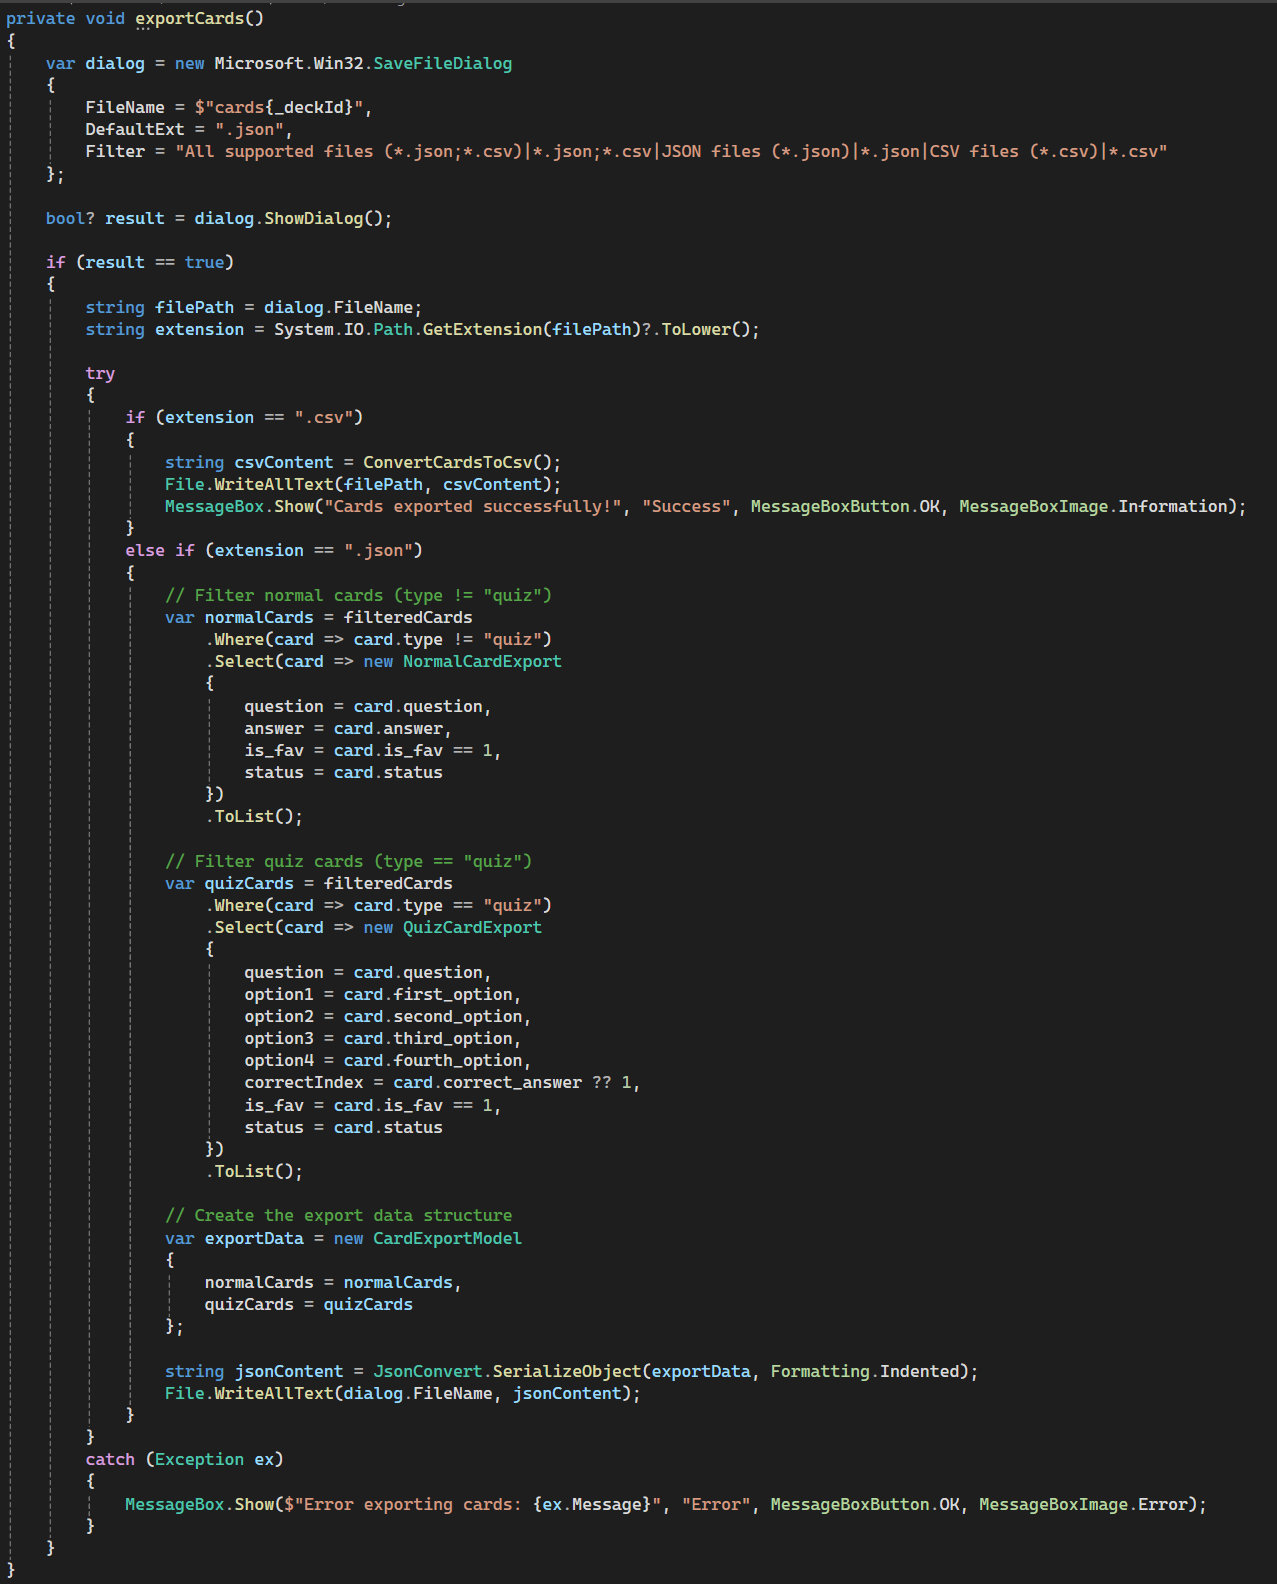 private void exportCards()
{
    var dialog = new Microsoft.Win32.SaveFileDialog
    {
        FileName = $"cards{_deckId}",
        DefaultExt = ".json",
        Filter = "All supported files (*.json;*.csv)|*.json;*.csv|JSON files (*.json)|*.json|CSV files (*.csv)|*.csv"
    };

    bool? result = dialog.ShowDialog();

    if (result == true)
    {
        string filePath = dialog.FileName;
        string extension = System.IO.Path.GetExtension(filePath)?.ToLower();

        try
        {
            if (extension == ".csv")
            {
                string csvContent = ConvertCardsToCsv();
                File.WriteAllText(filePath, csvContent);
                MessageBox.Show("Cards exported successfully!", "Success", MessageBoxButton.OK, MessageBoxImage.Information);
            }
            else if (extension == ".json")
            {
                // Filter normal cards (type != "quiz")
                var normalCards = filteredCards
                    .Where(card => card.type != "quiz")
                    .Select(card => new NormalCardExport
                    {
                        question = card.question,
                        answer = card.answer,
                        is_fav = card.is_fav == 1,
                        status = card.status
                    })
                    .ToList();

                // Filter quiz cards (type == "quiz")
                var quizCards = filteredCards
                    .Where(card => card.type == "quiz")
                    .Select(card => new QuizCardExport
                    {
                        question = card.question,
                        option1 = card.first_option,
                        option2 = card.second_option,
                        option3 = card.third_option,
                        option4 = card.fourth_option,
                        correctIndex = card.correct_answer ?? 1,
                        is_fav = card.is_fav == 1,
                        status = card.status
                    })
                    .ToList();

                // Create the export data structure
                var exportData = new CardExportModel
                {
                    normalCards = normalCards,
                    quizCards = quizCards
                };

                string jsonContent = JsonConvert.SerializeObject(exportData, Formatting.Indented);
                File.WriteAllText(dialog.FileName, jsonContent);
            }
        }
        catch (Exception ex)
        {
            MessageBox.Show($"Error exporting cards: {ex.Message}", "Error", MessageBoxButton.OK, MessageBoxImage.Error);
        }
    }
}